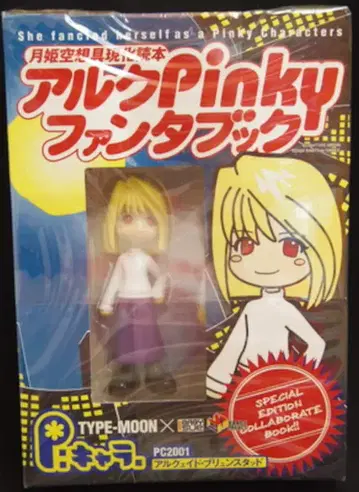 She fancied herself as a Pinky Characters
月姫空想具現化読本
アルクPinky
ファンタブック
SPECIAL
EDITION
COLLABORATE
BOOK!!
TYPE-MOON ×
P:キャラ.
PC2001
アルクェイド・ブリュンスタッド